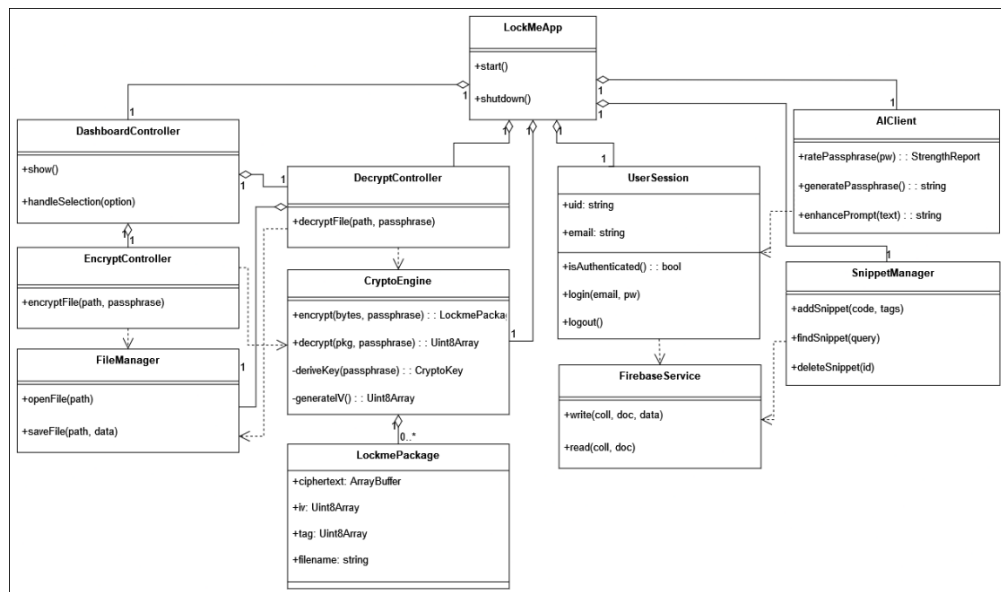 LockMeApp
+start()
+shutdown()
1
1
1
1
1
1
1
1
DashboardController
+show()
+handleSelection(option)
1
1
1
1
DecryptController
+decryptFile(path, passphrase)
EncryptController
+encryptFile(path, passphrase)
FileManager
+openFile(path)
+saveFile(path, data)
1
CryptoEngine
+encrypt(bytes, passphrase) : : LockmePackag
+decrypt(pkg, passphrase) : : Uint8Array
-deriveKey(passphrase) : : CryptoKey
-generateIV() : : Uint8Array
1
1
0..*
LockmePackage
+ciphertext: ArrayBuffer
+iv: Uint8Array
+tag: Uint8Array
+filename: string
1
UserSession
+uid: string
+email: string
+isAuthenticated() : : bool
+login(email, pw)
+logout()
FirebaseService
+write(coll, doc, data)
+read(coll, doc)
1
AIClient
+ratePassphrase(pw) : : StrengthReport
+generatePassphrase() : : string
+enhancePrompt(text) : : string
1
SnippetManager
+addSnippet(code, tags)
+findSnippet(query)
+deleteSnippet(id)